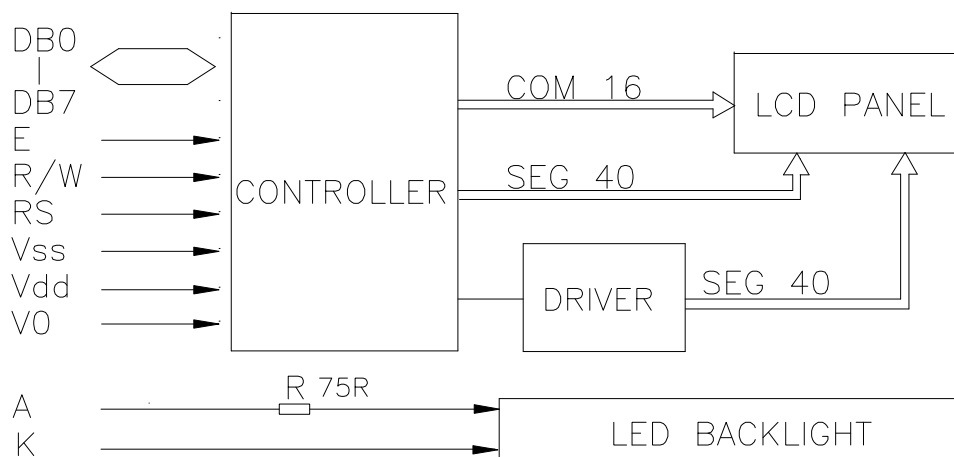 DB0
|
DB7
E
R/W
RS
Vss
Vdd
V0
CONTROLLER
COM 16
SEG 40
LCD PANEL
DRIVER
SEG 40
A
K
R 75R
LED BACKLIGHT